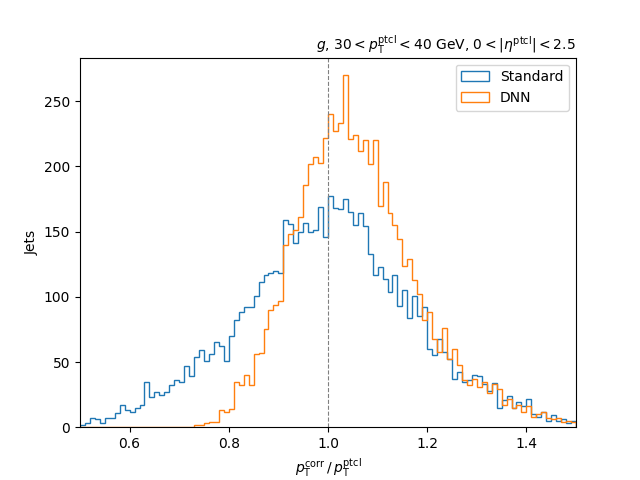 g, 30 < p_T^ptcl < 40 GeV, 0 < |η^ptcl| < 2.5
Standard
DNN
Jets
250
200
150
100
50
0
0.6 0.8 1.0 1.2 1.4
p_T^corr / p_T^ptcl